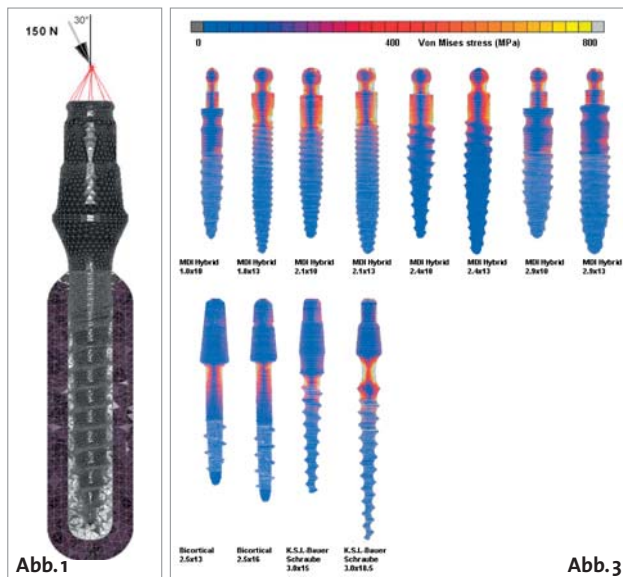 150 N
30°
Abb.1
0
400
Von Mises stress (MPa)
800
MDI Hybrid
1.8x10
MDI Hybrid
1.8x13
MDI Hybrid
2.1x10
MDI Hybrid
2.1x13
MDI Hybrid
2.4x10
MDI Hybrid
2.4x13
MDI Hybrid
2.9x10
MDI Hybrid
2.9x13
Bicortical
2.5x13
Bicortical
2.5x16
K.S.I.-Bauer
Schraube
3.0x15
K.S.I.-Bauer
Schraube
3.0x18.5
Abb.3